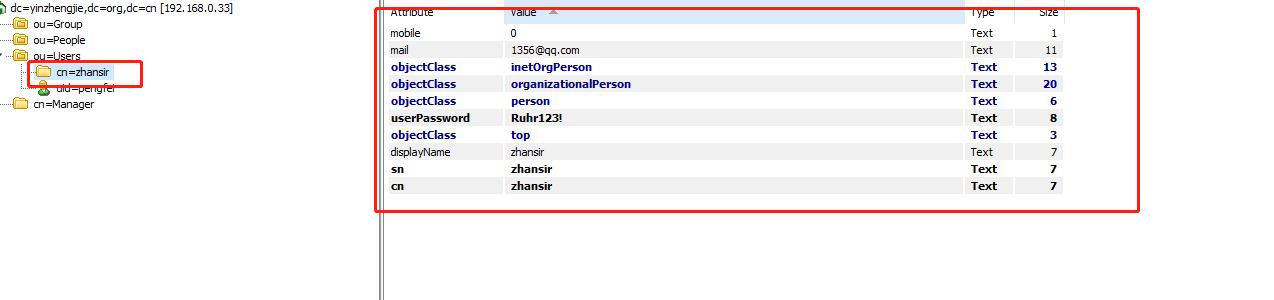 dc=yinzhengjie,dc=org,dc=cn [192.168.0.33]
ou=Group
ou=People
ou=Users
cn=zhansir
uid=pengfei
cn=Manager
Attribute Value Type Size
mobile 0 Text 1
mail 1356@qq.com Text 11
objectClass inetOrgPerson Text 13
objectClass organizationalPerson Text 20
objectClass person Text 6
userPassword Ruhr123! Text 8
objectClass top Text 3
displayName zhansir Text 7
sn zhansir Text 7
cn zhansir Text 7